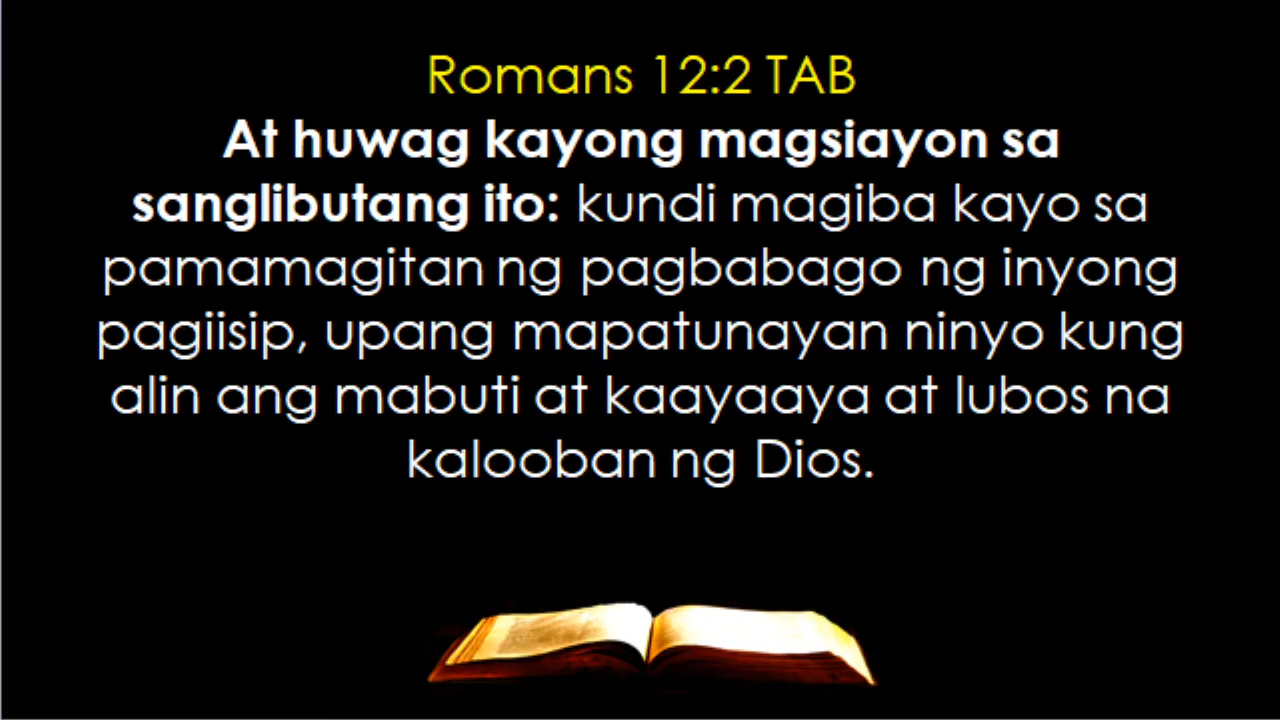 Romans 12:2 TAB
At huwag kayong magsiayon sa
sanglibutang ito: kundi magiba kayo sa
pamamagitan ng pagbabago ng inyong
pagiisip, upang mapatunayan ninyo kung
alin ang mabuti at kaayaaya at lubos na
kalooban ng Dios.